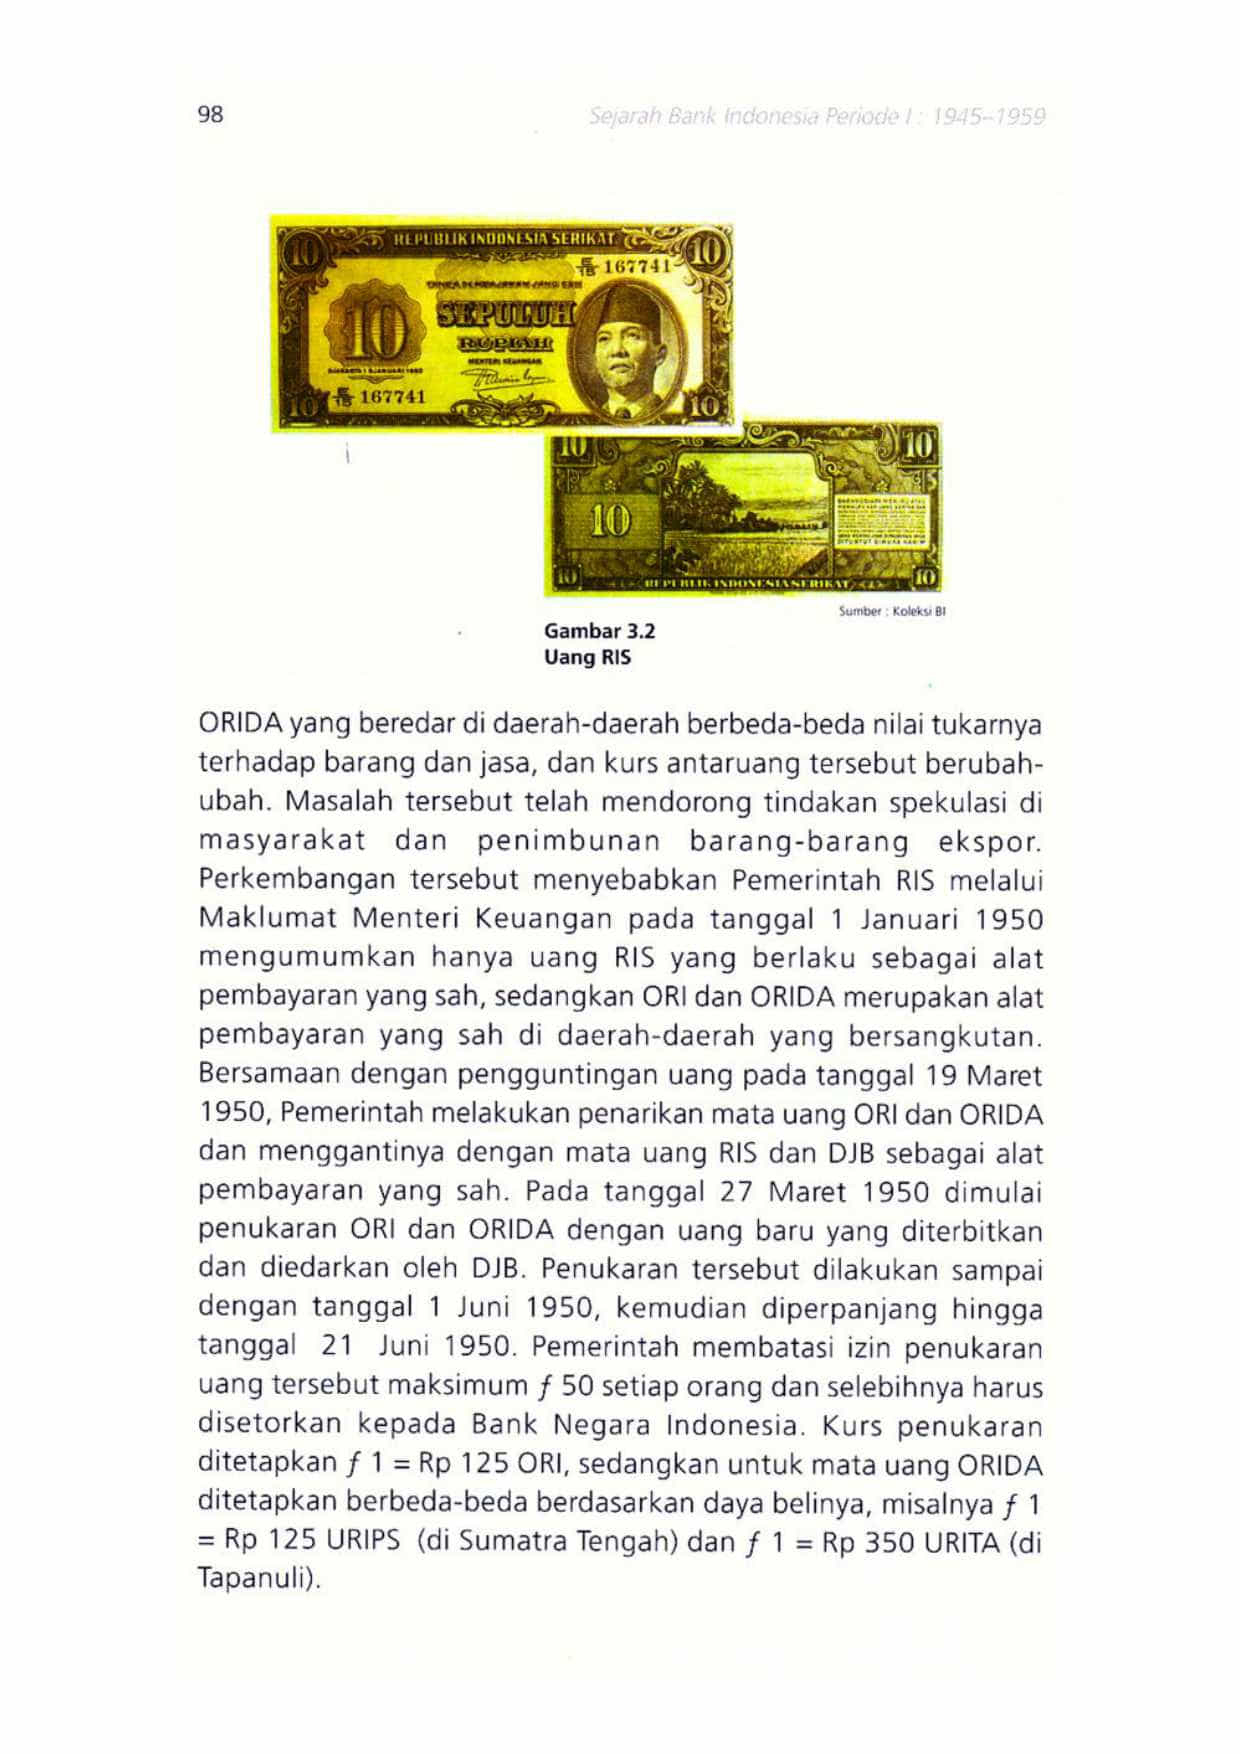 98
Sejarah Bank Indonesia Periode I : 1945–1959
10
REPUBLIK INDONESIA SERIKAT
10
E/15 167741
10
SEPULUH
RUPIAH
MENTERI KEUANGAN
DJAKARTA 1 DJANUARI 1950
E/15 167741
10
10
10
10
10
10
REPUBLIK INDONESIA SERIKAT
10
Sumber : Koleksi BI
Gambar 3.2
Uang RIS
ORIDA yang beredar di daerah-daerah berbeda-beda nilai tukarnya
terhadap barang dan jasa, dan kurs antaruang tersebut berubah-
ubah. Masalah tersebut telah mendorong tindakan spekulasi di
masyarakat dan penimbunan barang-barang ekspor.
Perkembangan tersebut menyebabkan Pemerintah RIS melalui
Maklumat Menteri Keuangan pada tanggal 1 Januari 1950
mengumumkan hanya uang RIS yang berlaku sebagai alat
pembayaran yang sah, sedangkan ORI dan ORIDA merupakan alat
pembayaran yang sah di daerah-daerah yang bersangkutan.
Bersamaan dengan pengguntingan uang pada tanggal 19 Maret
1950, Pemerintah melakukan penarikan mata uang ORI dan ORIDA
dan menggantinya dengan mata uang RIS dan DJB sebagai alat
pembayaran yang sah. Pada tanggal 27 Maret 1950 dimulai
penukaran ORI dan ORIDA dengan uang baru yang diterbitkan
dan diedarkan oleh DJB. Penukaran tersebut dilakukan sampai
dengan tanggal 1 Juni 1950, kemudian diperpanjang hingga
tanggal 21 Juni 1950. Pemerintah membatasi izin penukaran
uang tersebut maksimum ƒ 50 setiap orang dan selebihnya harus
disetorkan kepada Bank Negara Indonesia. Kurs penukaran
ditetapkan ƒ 1 = Rp 125 ORI, sedangkan untuk mata uang ORIDA
ditetapkan berbeda-beda berdasarkan daya belinya, misalnya ƒ 1
= Rp 125 URIPS (di Sumatra Tengah) dan ƒ 1 = Rp 350 URITA (di
Tapanuli).